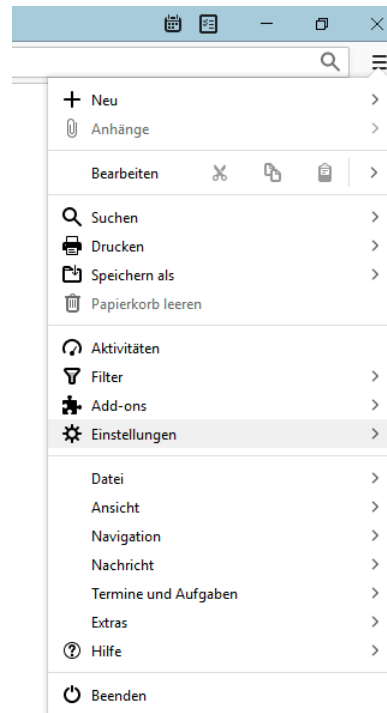 Neu
Anhänge
Bearbeiten
Suchen
Drucken
Speichern als
Papierkorb leeren
Aktivitäten
Filter
Add-ons
Einstellungen
Datei
Ansicht
Navigation
Nachricht
Termine und Aufgaben
Extras
Hilfe
Beenden